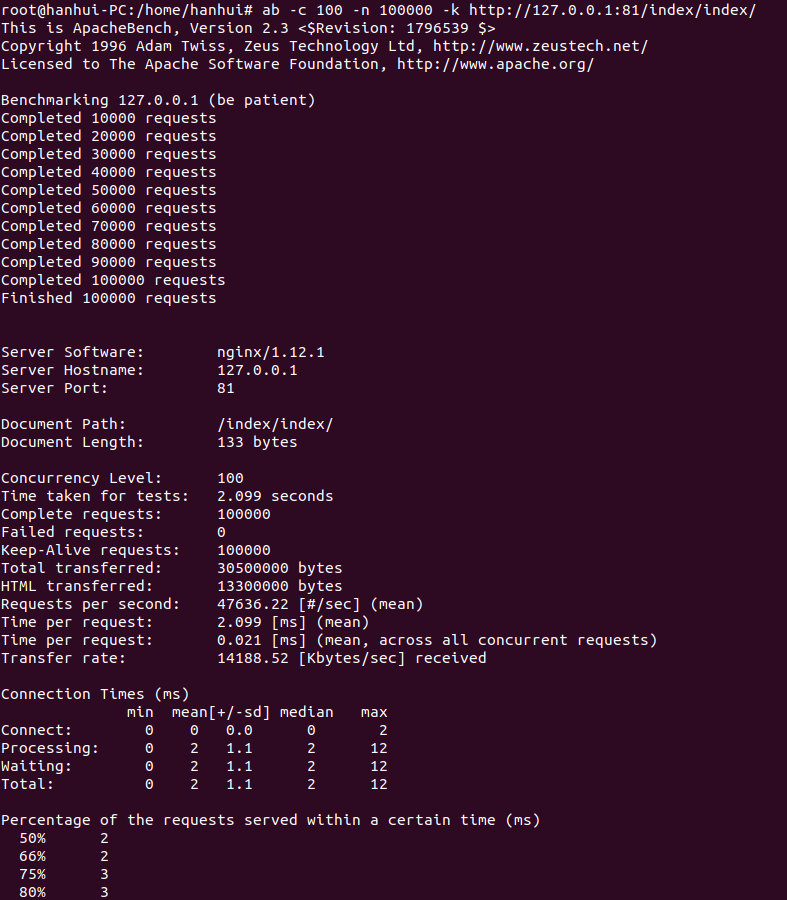 root@hanhui-PC:/home/hanhui# ab -c 100 -n 100000 -k http://127.0.0.1:81/index/index/
This is ApacheBench, Version 2.3 <$Revision: 1796539 $>
Copyright 1996 Adam Twiss, Zeus Technology Ltd, http://www.zeustech.net/
Licensed to The Apache Software Foundation, http://www.apache.org/

Benchmarking 127.0.0.1 (be patient)
Completed 10000 requests
Completed 20000 requests
Completed 30000 requests
Completed 40000 requests
Completed 50000 requests
Completed 60000 requests
Completed 70000 requests
Completed 80000 requests
Completed 90000 requests
Completed 100000 requests
Finished 100000 requests

Server Software:        nginx/1.12.1
Server Hostname:        127.0.0.1
Server Port:            81

Document Path:          /index/index/
Document Length:        133 bytes

Concurrency Level:      100
Time taken for tests:   2.099 seconds
Complete requests:      100000
Failed requests:        0
Keep-Alive requests:    100000
Total transferred:      30500000 bytes
HTML transferred:       13300000 bytes
Requests per second:    47636.22 [#/sec] (mean)
Time per request:       2.099 [ms] (mean)
Time per request:       0.021 [ms] (mean, across all concurrent requests)
Transfer rate:          14188.52 [Kbytes/sec] received

Connection Times (ms)
              min  mean[+/-sd] median   max
Connect:        0    0   0.0      0       2
Processing:     0    2   1.1      2      12
Waiting:        0    2   1.1      2      12
Total:          0    2   1.1      2      12

Percentage of the requests served within a certain time (ms)
  50%      2
  66%      2
  75%      3
  80%      3